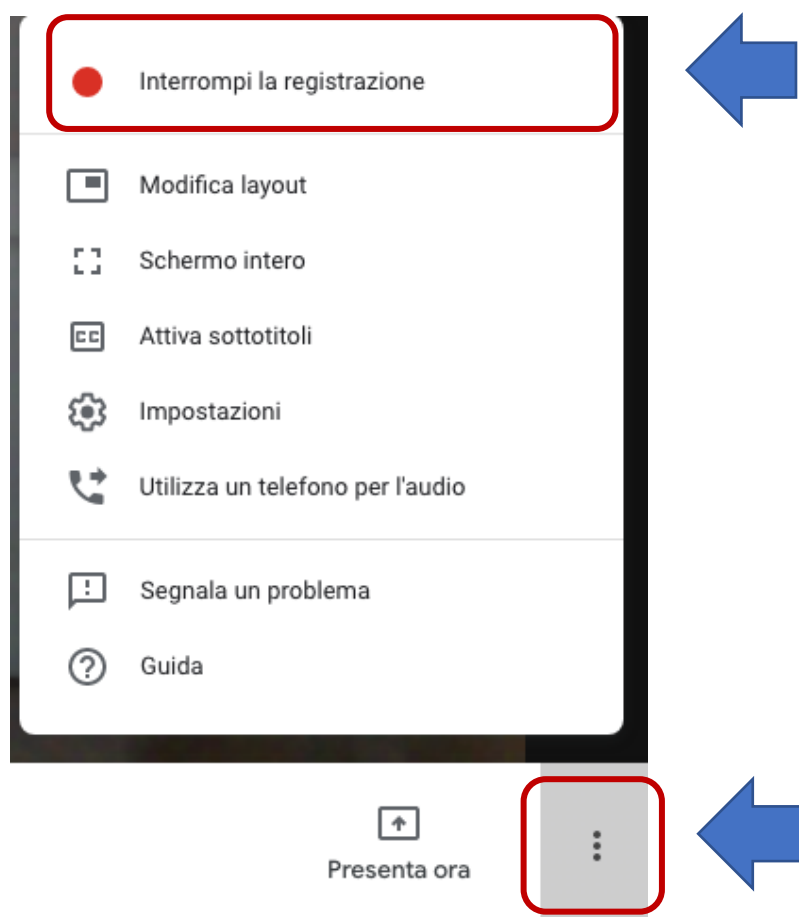 Interrompi la registrazione
Modifica layout
Schermo intero
CC Attiva sottotitoli
Impostazioni
Utilizza un telefono per l'audio
Segnala un problema
Guida
Presenta ora